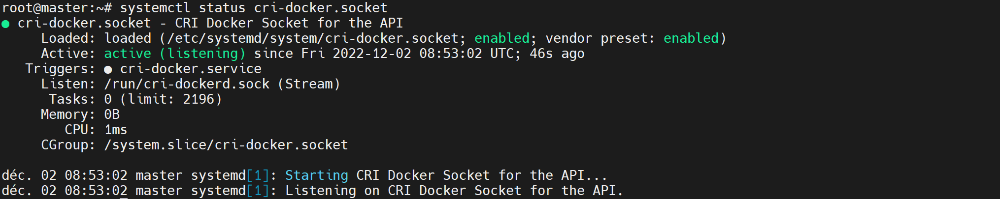 root@master:~# systemctl status cri-docker.socket
● cri-docker.socket - CRI Docker Socket for the API
     Loaded: loaded (/etc/systemd/system/cri-docker.socket; enabled; vendor preset: enabled)
     Active: active (listening) since Fri 2022-12-02 08:53:02 UTC; 46s ago
   Triggers: ● cri-docker.service
     Listen: /run/cri-dockerd.sock (Stream)
      Tasks: 0 (limit: 2196)
     Memory: 0B
        CPU: 1ms
     CGroup: /system.slice/cri-docker.socket

déc. 02 08:53:02 master systemd[1]: Starting CRI Docker Socket for the API...
déc. 02 08:53:02 master systemd[1]: Listening on CRI Docker Socket for the API.